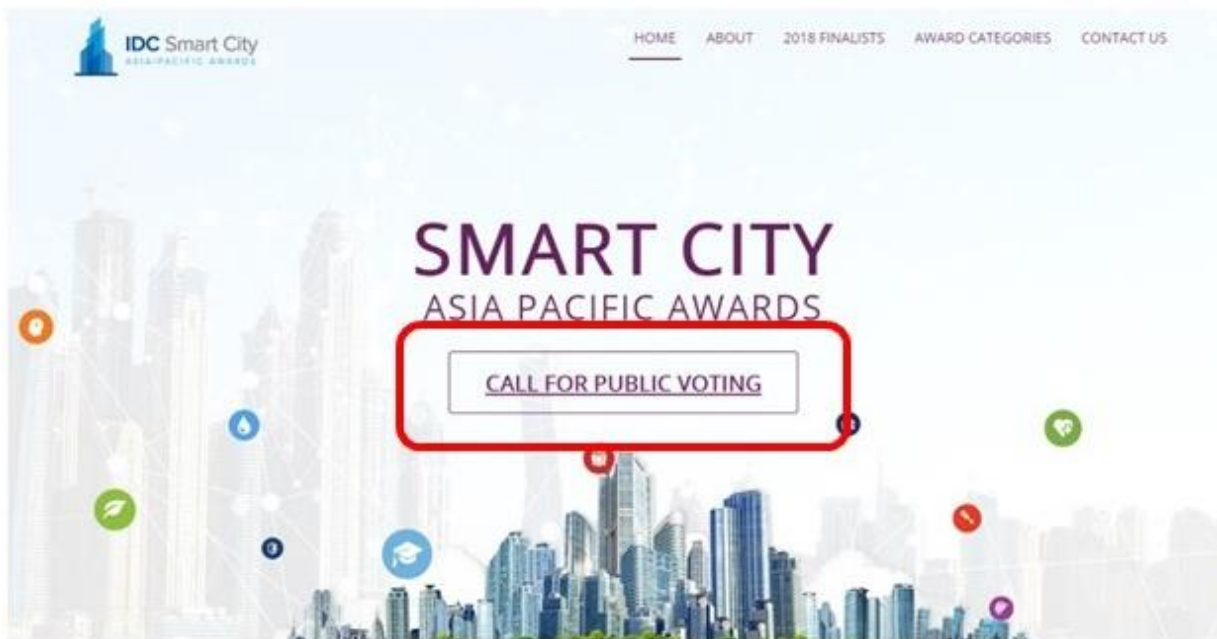 IDC Smart City
ASIA/PACIFIC AWARDS
HOME ABOUT 2018 FINALISTS AWARD CATEGORIES CONTACT US
SMART CITY
ASIA PACIFIC AWARDS
CALL FOR PUBLIC VOTING